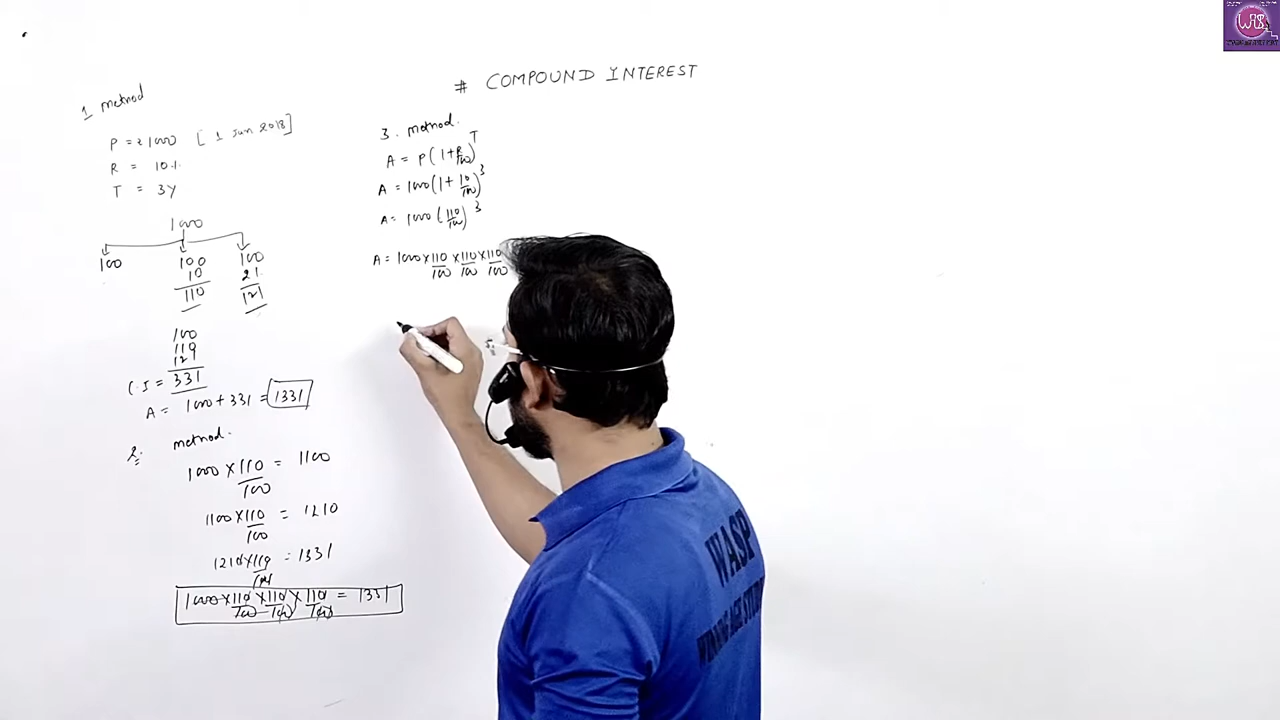 # COMPOUND INTEREST
1 method
P = ₹ 1000 [ 1 Jun 2018]
R = 10%
T = 3Y
1000
100 100 100
10 21
110 121
100
110
121
C.I = 331
A = 1000 + 331 = 1331
2. method.
1000 × 110/100 = 1100
1100 × 110/100 = 1210
1210 × 110/100 = 1331
1000 × 110/100 × 110/100 × 110/100 = 1331
3. method.
A = P(1+R/100)^T
A = 1000(1+10/100)^3
A = 1000(110/100)^3
A = 1000×110/100×110/100×110/100
WASP